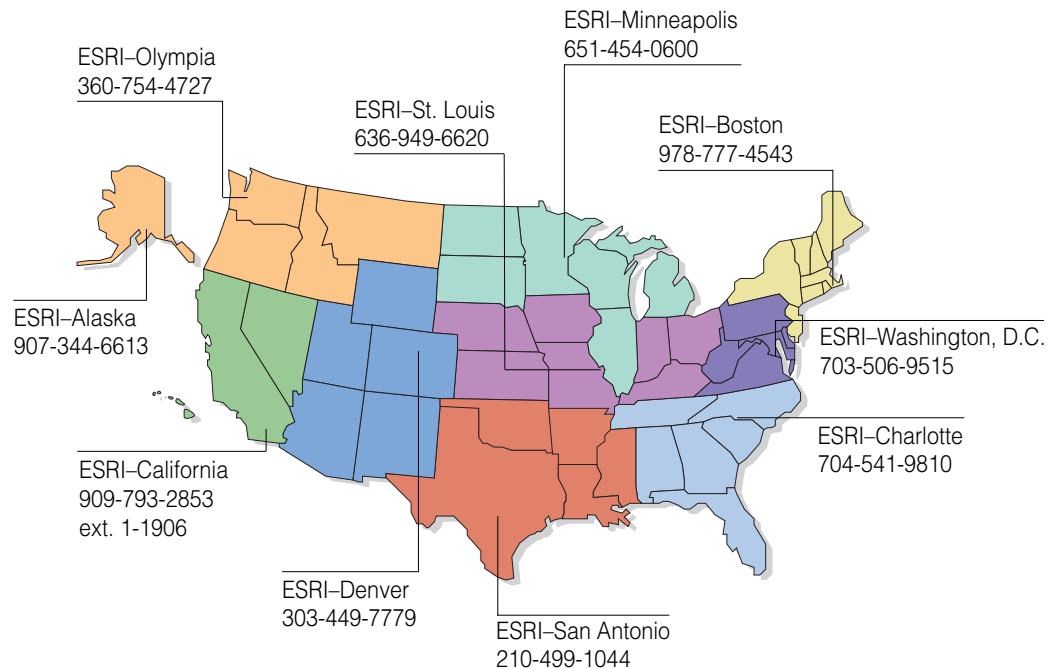 ESRI–Minneapolis
651-454-0600
ESRI–Olympia
360-754-4727
ESRI–St. Louis
636-949-6620
ESRI–Boston
978-777-4543
ESRI–Alaska
907-344-6613
ESRI–Washington, D.C.
703-506-9515
ESRI–Charlotte
704-541-9810
ESRI–California
909-793-2853
ext. 1-1906
ESRI–Denver
303-449-7779
ESRI–San Antonio
210-499-1044